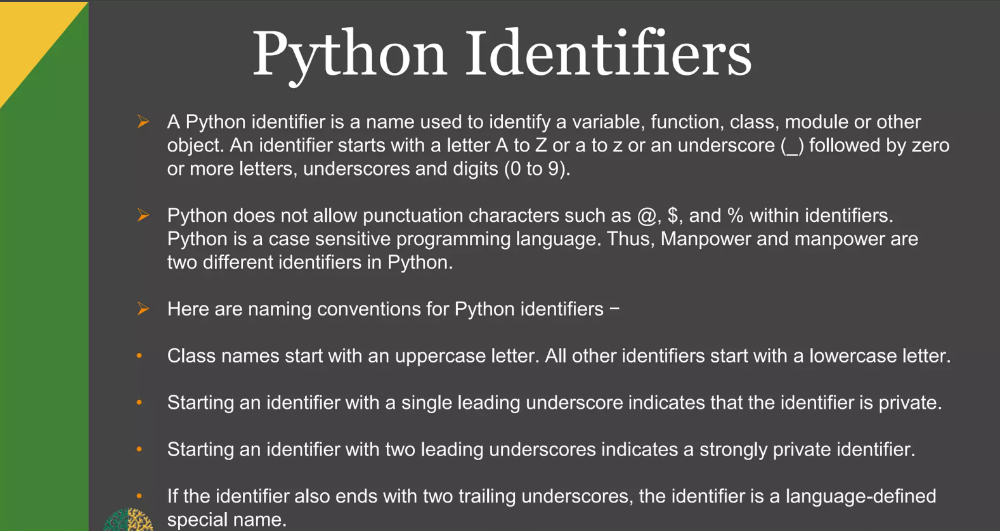 Python Identifiers
➢ A Python identifier is a name used to identify a variable, function, class, module or other
object. An identifier starts with a letter A to Z or a to z or an underscore (_) followed by zero
or more letters, underscores and digits (0 to 9).
➢ Python does not allow punctuation characters such as @, $, and % within identifiers.
Python is a case sensitive programming language. Thus, Manpower and manpower are
two different identifiers in Python.
➢ Here are naming conventions for Python identifiers −
• Class names start with an uppercase letter. All other identifiers start with a lowercase letter.
• Starting an identifier with a single leading underscore indicates that the identifier is private.
• Starting an identifier with two leading underscores indicates a strongly private identifier.
• If the identifier also ends with two trailing underscores, the identifier is a language-defined
special name.